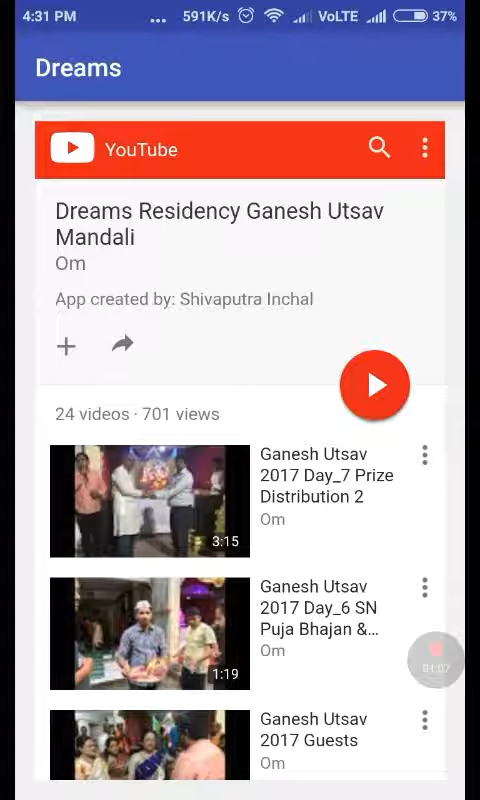 4:31 PM ... 591K/s VoLTE 37%
Dreams
YouTube
Dreams Residency Ganesh Utsav
Mandali
Om
App created by: Shivaputra Inchal
24 videos · 701 views
Ganesh Utsav
2017 Day_7 Prize
Distribution 2
Om
3:15
Ganesh Utsav
2017 Day_6 SN
Puja Bhajan &...
Om
1:19
01:07
Ganesh Utsav
2017 Guests
Om